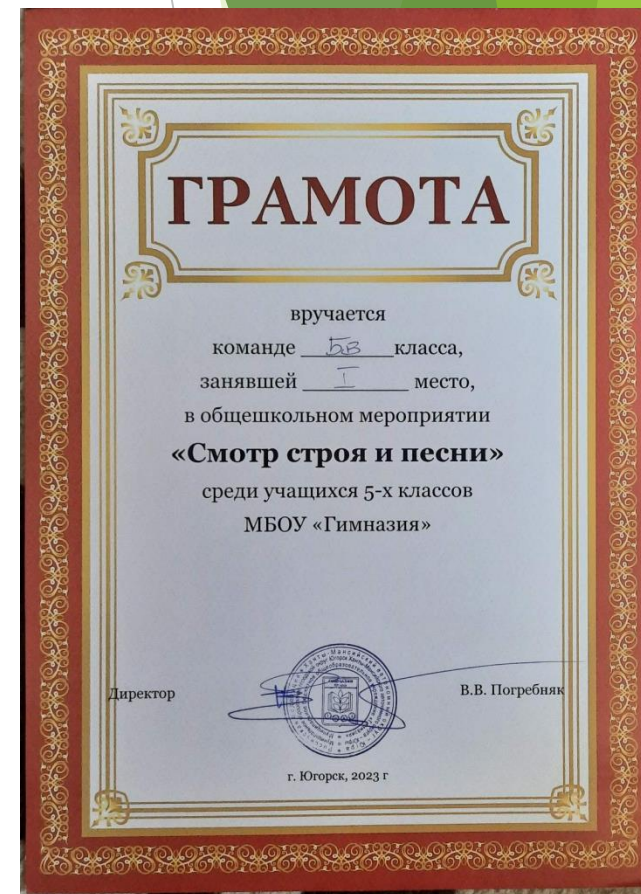 ГРАМОТА
вручается
команде 5в класса,
занявшей I место,
в общешкольном мероприятии
«Смотр строя и песни»
среди учащихся 5-х классов
МБОУ «Гимназия»
Директор В.В. Погребняк
г. Югорск, 2023 г